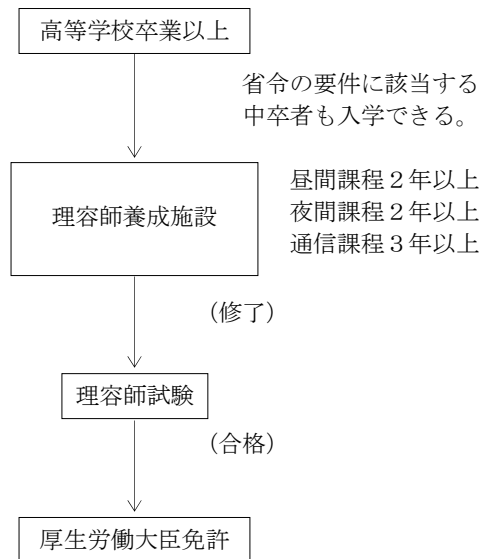 高等学校卒業以上
省令の要件に該当する
中卒者も入学できる。
理容師養成施設
昼間課程２年以上
夜間課程２年以上
通信課程３年以上
（修了）
理容師試験
（合格）
厚生労働大臣免許